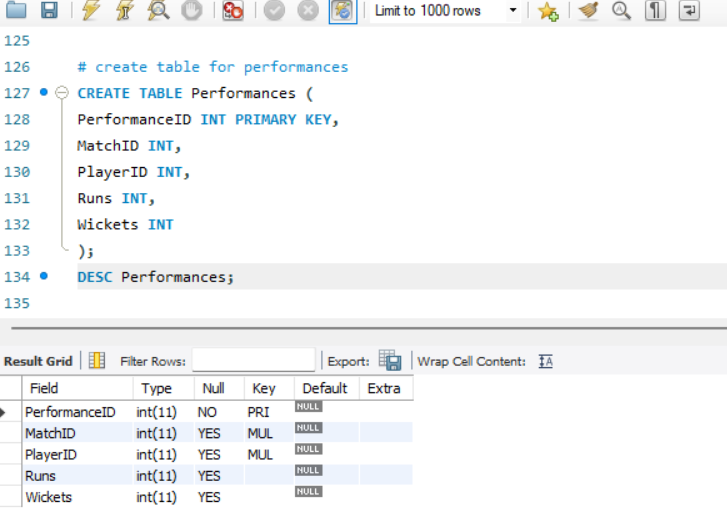 Limit to 1000 rows
125
126 # create table for performances
127 CREATE TABLE Performances (
128 PerformanceID INT PRIMARY KEY,
129 MatchID INT,
130 PlayerID INT,
131 Runs INT,
132 Wickets INT
133 );
134 DESC Performances;
135
Result Grid Filter Rows: Export: Wrap Cell Content: IA
Field Type Null Key Default Extra
PerformanceID int(11) NO PRI NULL
MatchID int(11) YES MUL NULL
PlayerID int(11) YES MUL NULL
Runs int(11) YES NULL
Wickets int(11) YES NULL